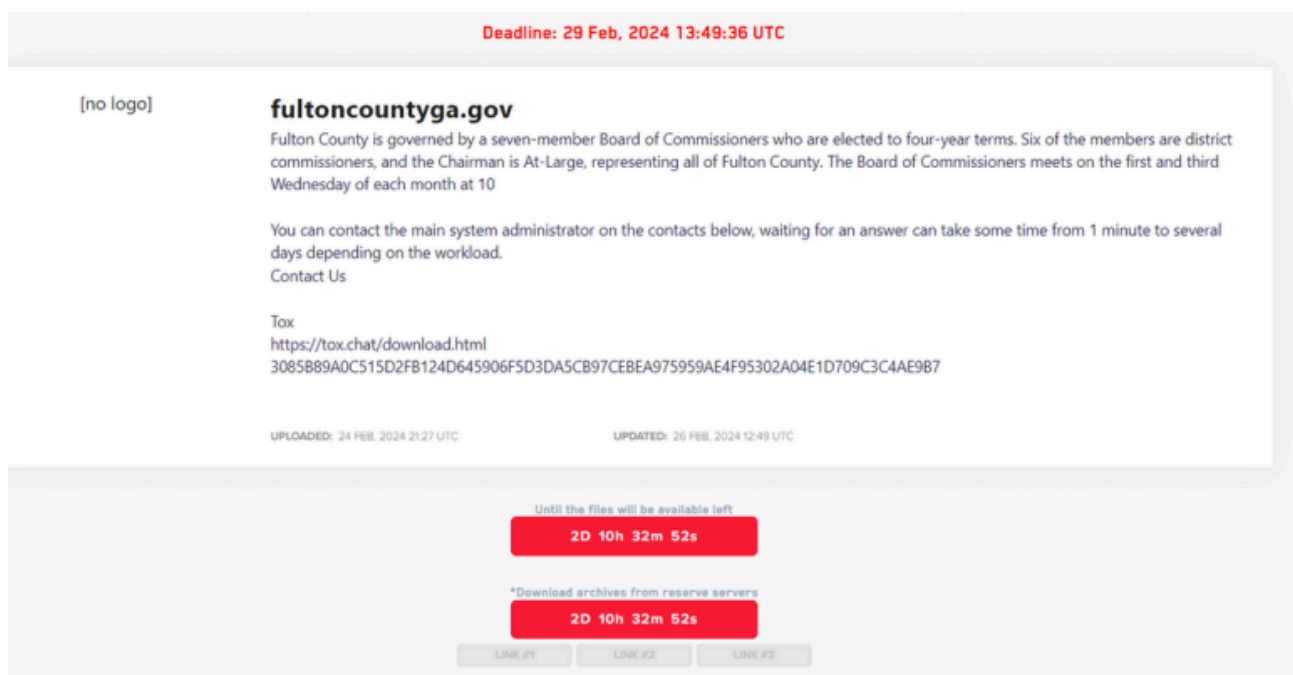 Deadline: 29 Feb, 2024 13:49:36 UTC
[no logo]
fultoncountyga.gov
Fulton County is governed by a seven-member Board of Commissioners who are elected to four-year terms. Six of the members are district
commissioners, and the Chairman is At-Large, representing all of Fulton County. The Board of Commissioners meets on the first and third
Wednesday of each month at 10
You can contact the main system administrator on the contacts below, waiting for an answer can take some time from 1 minute to several
days depending on the workload.
Contact Us
Tox
https://tox.chat/download.html
3085B89A0C515D2FB124D645906F5D3DA5CB97CEBEA975959AE4F95302A04E1D709C3C4AE9B7
UPLOADED: 24 FEB, 2024 21:27 UTC
UPDATED: 26 FEB, 2024 12:49 UTC
Until the files will be available left
2D 10h 32m 52s
*Download archives from reserve servers
2D 10h 32m 52s
LINK #1
LINK #2
LINK #3